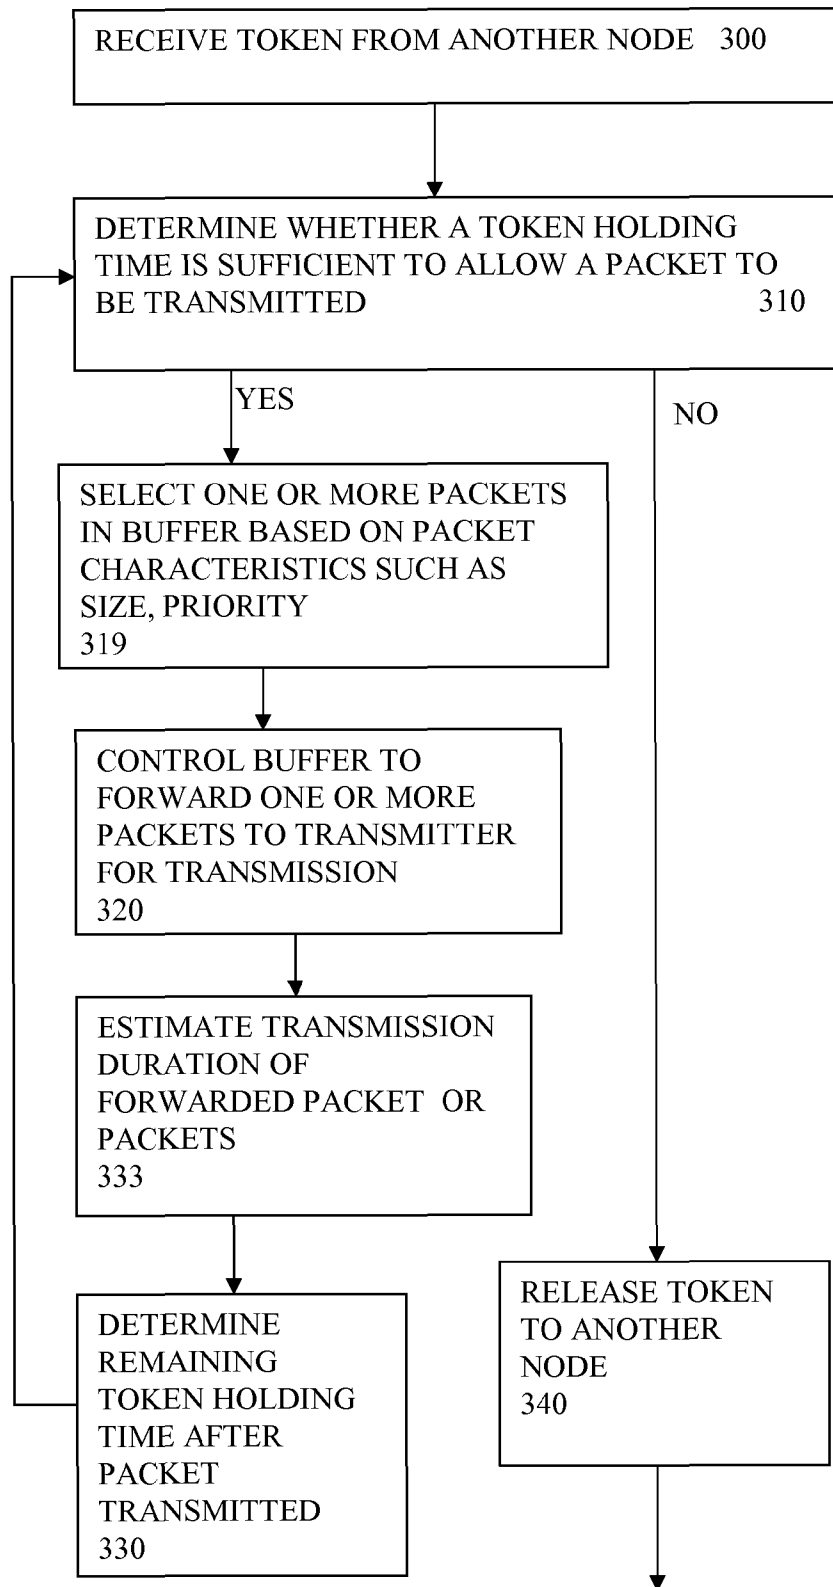 RECEIVE TOKEN FROM ANOTHER NODE 300
DETERMINE WHETHER A TOKEN HOLDING
TIME IS SUFFICIENT TO ALLOW A PACKET TO
BE TRANSMITTED 310
YES
NO
SELECT ONE OR MORE PACKETS
IN BUFFER BASED ON PACKET
CHARACTERISTICS SUCH AS
SIZE, PRIORITY
319
CONTROL BUFFER TO
FORWARD ONE OR MORE
PACKETS TO TRANSMITTER
FOR TRANSMISSION
320
ESTIMATE TRANSMISSION
DURATION OF
FORWARDED PACKET OR
PACKETS
333
DETERMINE
REMAINING
TOKEN HOLDING
TIME AFTER
PACKET
TRANSMITTED
330
RELEASE TOKEN
TO ANOTHER
NODE
340